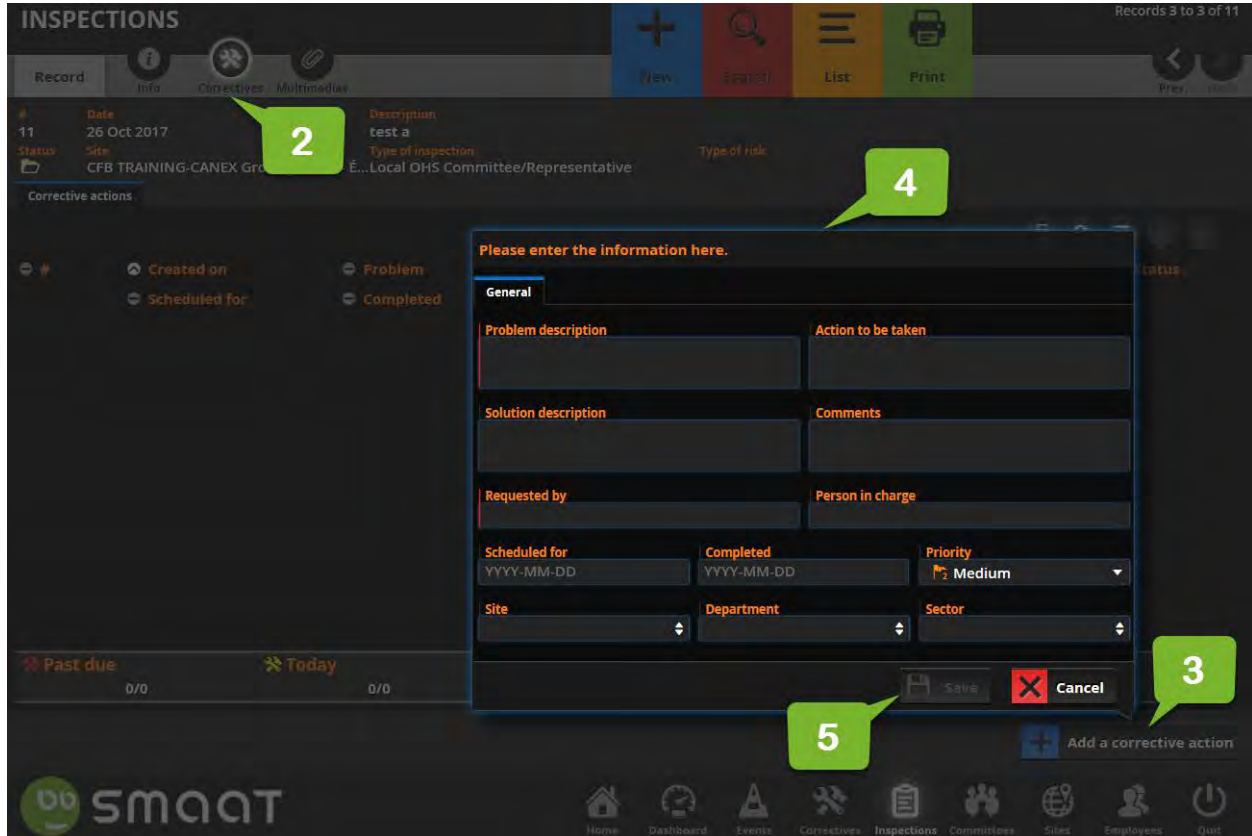 INSPECTIONS
Records 3 to 3 of 11
Record
Info
Correctives
Multimedias
New
Search
List
Print
Prev.
2
# Date Description
11 26 Oct 2017 test a
Status Site Type of inspection Type of risk
CFB TRAINING-CANEX Gro É...Local OHS Committee/Representative
Corrective actions
4
# Created on Problem
Scheduled for Completed
Please enter the information here.
General
Problem description Action to be taken
Solution description Comments
Requested by Person in charge
Scheduled for Completed Priority
YYYY-MM-DD YYYY-MM-DD 2 Medium
Site Department Sector
Past due Today
0/0 0/0
Save Cancel
3
5
Add a corrective action
smaat
Home Dashboard Events Correctives Inspections Committees Sites Employees Quit